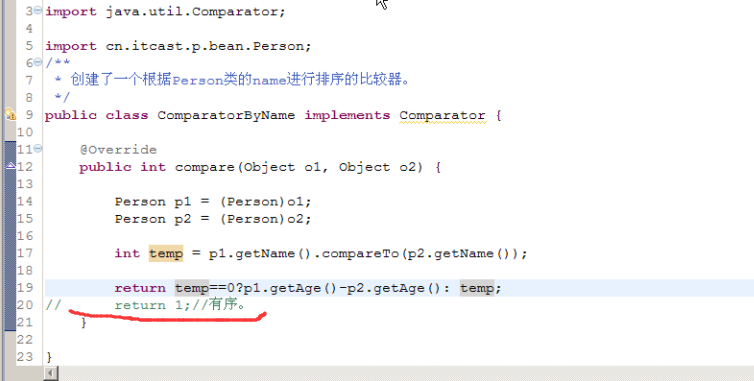 3 import java.util.Comparator;
4
5 import cn.itcast.p.bean.Person;
6 /**
7  * 创建了一个根据Person类的name进行排序的比较器。
8  */
9 public class ComparatorByName implements Comparator {
10
11     @Override
12     public int compare(Object o1, Object o2) {
13
14         Person p1 = (Person)o1;
15         Person p2 = (Person)o2;
16
17         int temp = p1.getName().compareTo(p2.getName());
18
19         return temp==0?p1.getAge()-p2.getAge(): temp;
20 //      return 1;//有序。
21     }
22
23 }